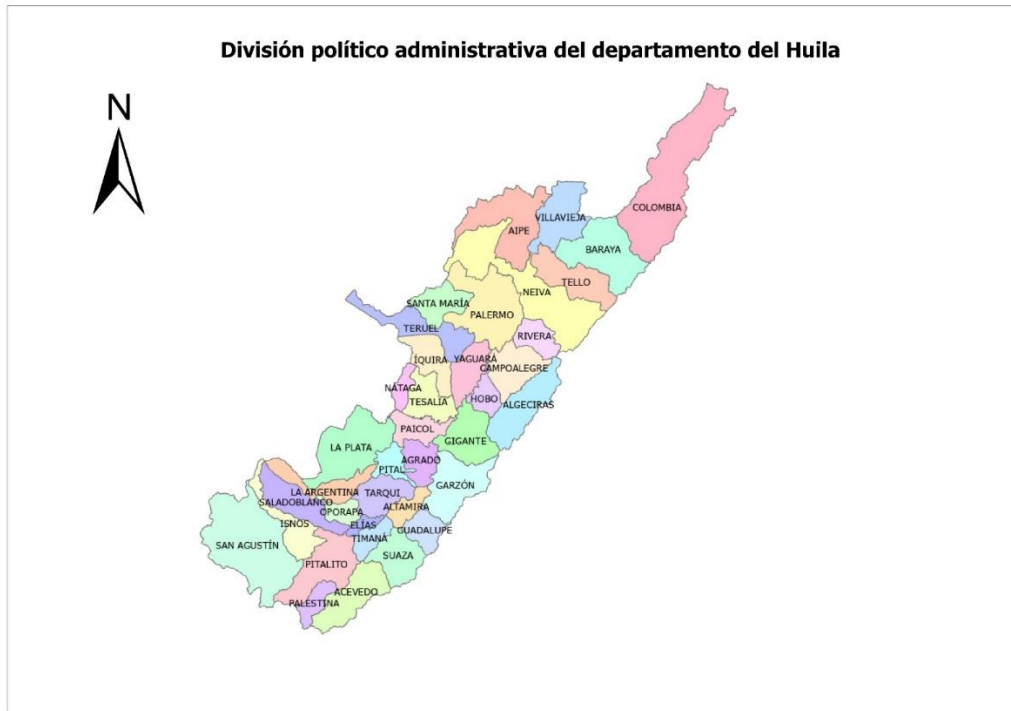 División político administrativa del departamento del Huila
N
COLOMBIA
VILLAVIEJA
AIPE
BARAYA
TELLO
NEIVA
SANTA MARÍA
PALERMO
TERUEL
RIVERA
ÍQUIRA
YAGUARÁ
CAMPOALEGRE
NÁTAGA
TESALIA
HOBO
ALGECIRAS
PAICOL
GIGANTE
LA PLATA
AGRADO
PITAL
GARZÓN
LA ARGENTINA
TARQUI
SALADOBLANCO
OPORAPA
ALTAMIRA
ISNOS
ELÍAS
GUADALUPE
TIMANÁ
SAN AGUSTÍN
SUAZA
PITALITO
ACEVEDO
PALESTINA